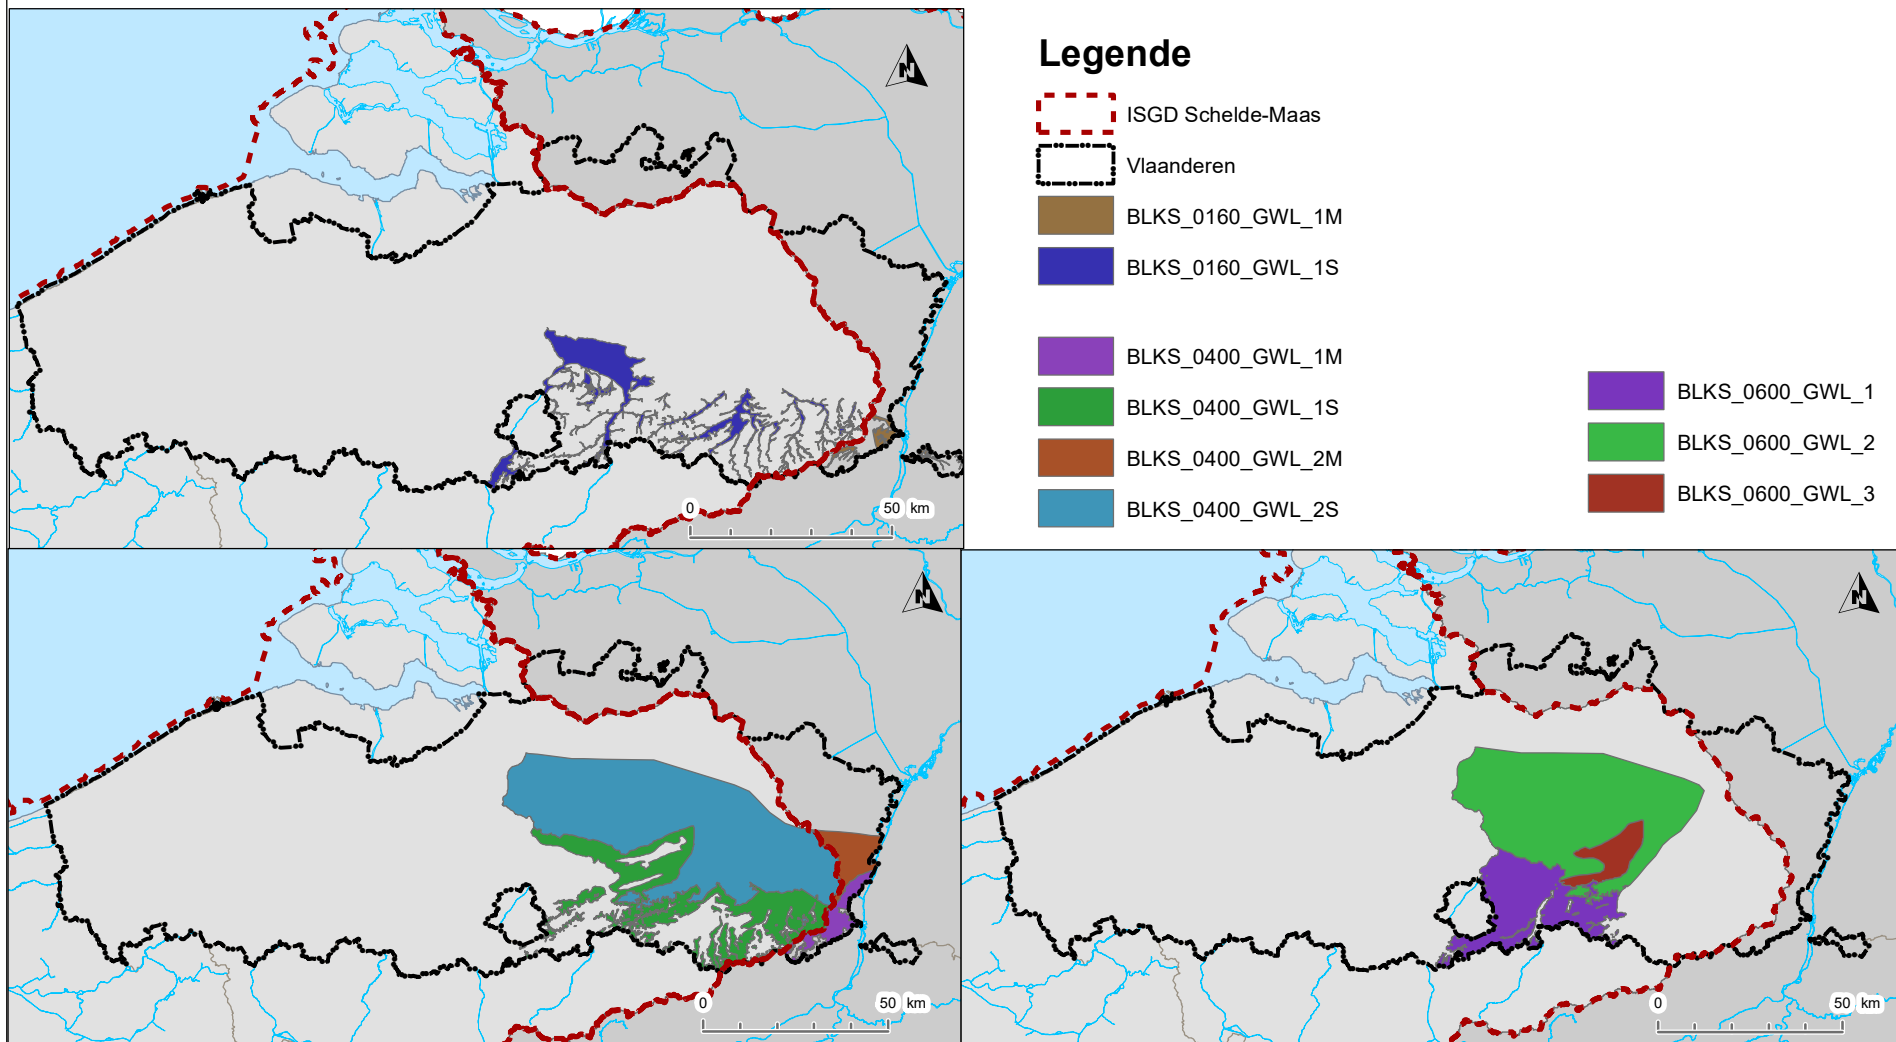 N
0 50 km
Legende
ISGD Schelde-Maas
Vlaanderen
BLKS_0160_GWL_1M
BLKS_0160_GWL_1S
BLKS_0400_GWL_1M
BLKS_0400_GWL_1S
BLKS_0400_GWL_2M
BLKS_0400_GWL_2S
BLKS_0600_GWL_1
BLKS_0600_GWL_2
BLKS_0600_GWL_3
N
0 50 km
N
0 50 km